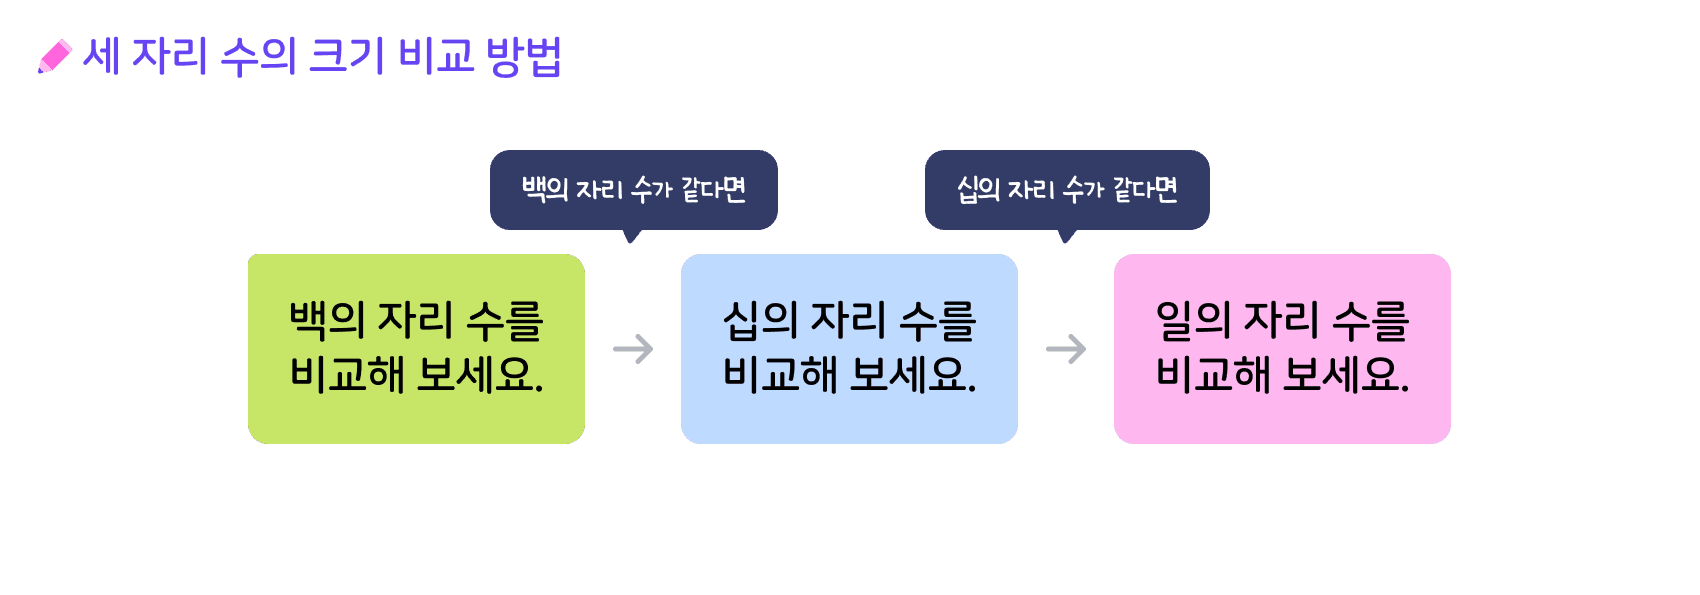 세 자리 수의 크기 비교 방법
백의 자리 수가 같다면
십의 자리 수가 같다면
백의 자리 수를
비교해 보세요.
십의 자리 수를
비교해 보세요.
일의 자리 수를
비교해 보세요.